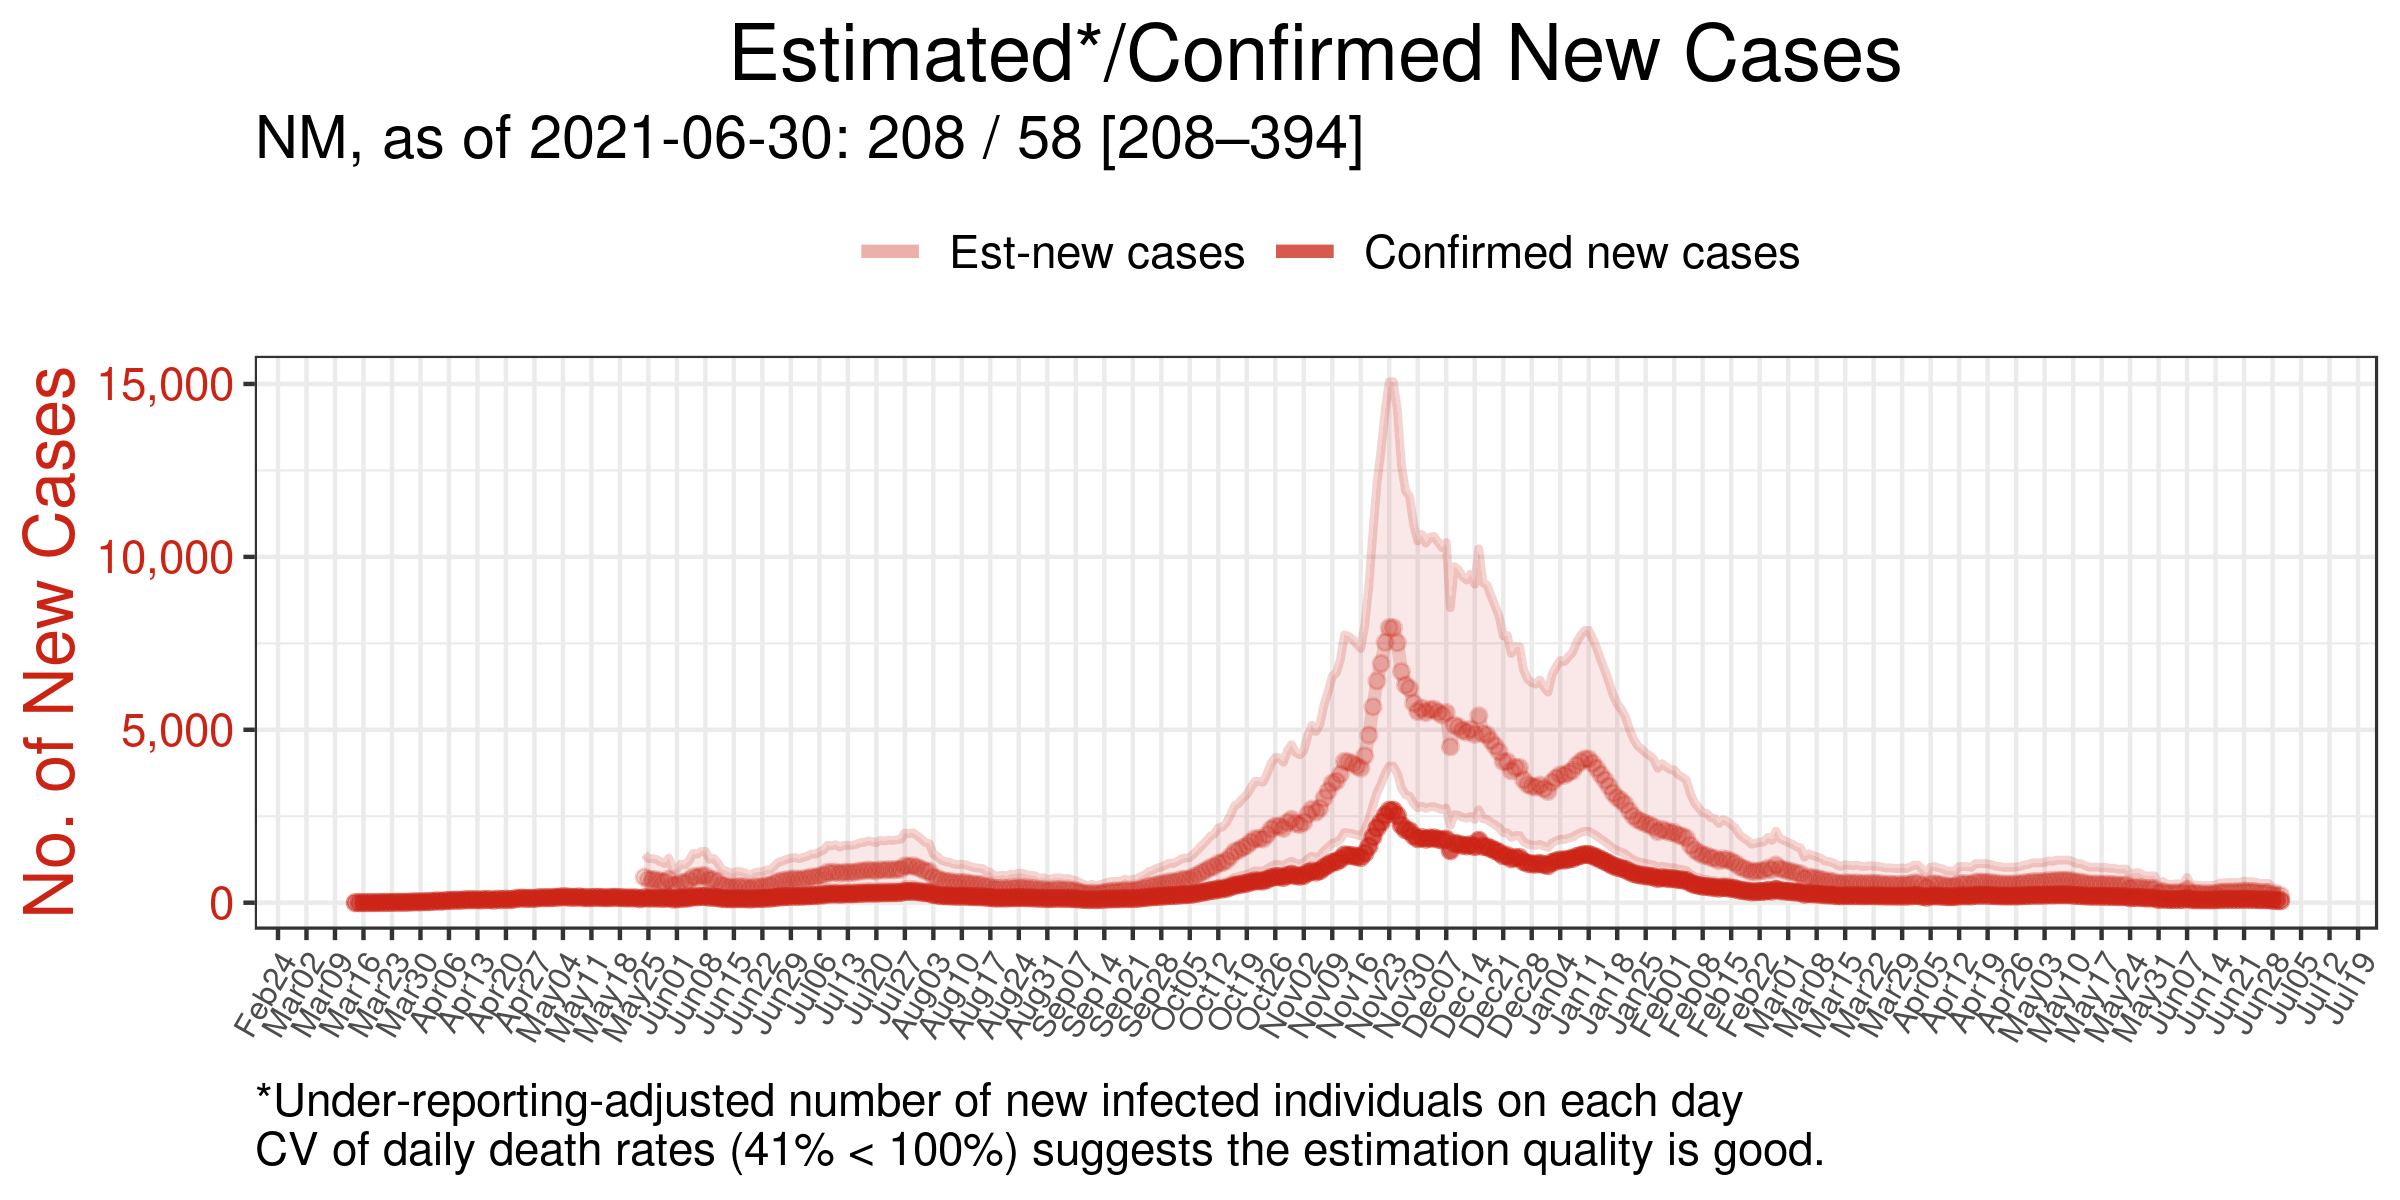 Estimated*/Confirmed New Cases
NM, as of 2021-06-30: 208 / 58 [208–394]
Est-new cases Confirmed new cases
No. of New Cases
15,000
10,000
5,000
0
Feb24 Mar02 Mar09 Mar16 Mar23 Mar30 Apr06 Apr13 Apr20 Apr27 May04 May11 May18 May25 Jun01 Jun08 Jun15 Jun22 Jun29 Jul06 Jul13 Jul20 Jul27 Aug03 Aug10 Aug17 Aug24 Aug31 Sep07 Sep14 Sep21 Sep28 Oct05 Oct12 Oct19 Oct26 Nov02 Nov09 Nov16 Nov23 Nov30 Dec07 Dec14 Dec21 Dec28 Jan04 Jan11 Jan18 Jan25 Feb01 Feb08 Feb15 Feb22 Mar01 Mar08 Mar15 Mar22 Mar29 Apr05 Apr12 Apr19 Apr26 May03 May10 May17 May24 May31 Jun07 Jun14 Jun21 Jun28 Jul05 Jul12 Jul19
*Under-reporting-adjusted number of new infected individuals on each day
CV of daily death rates (41% < 100%) suggests the estimation quality is good.